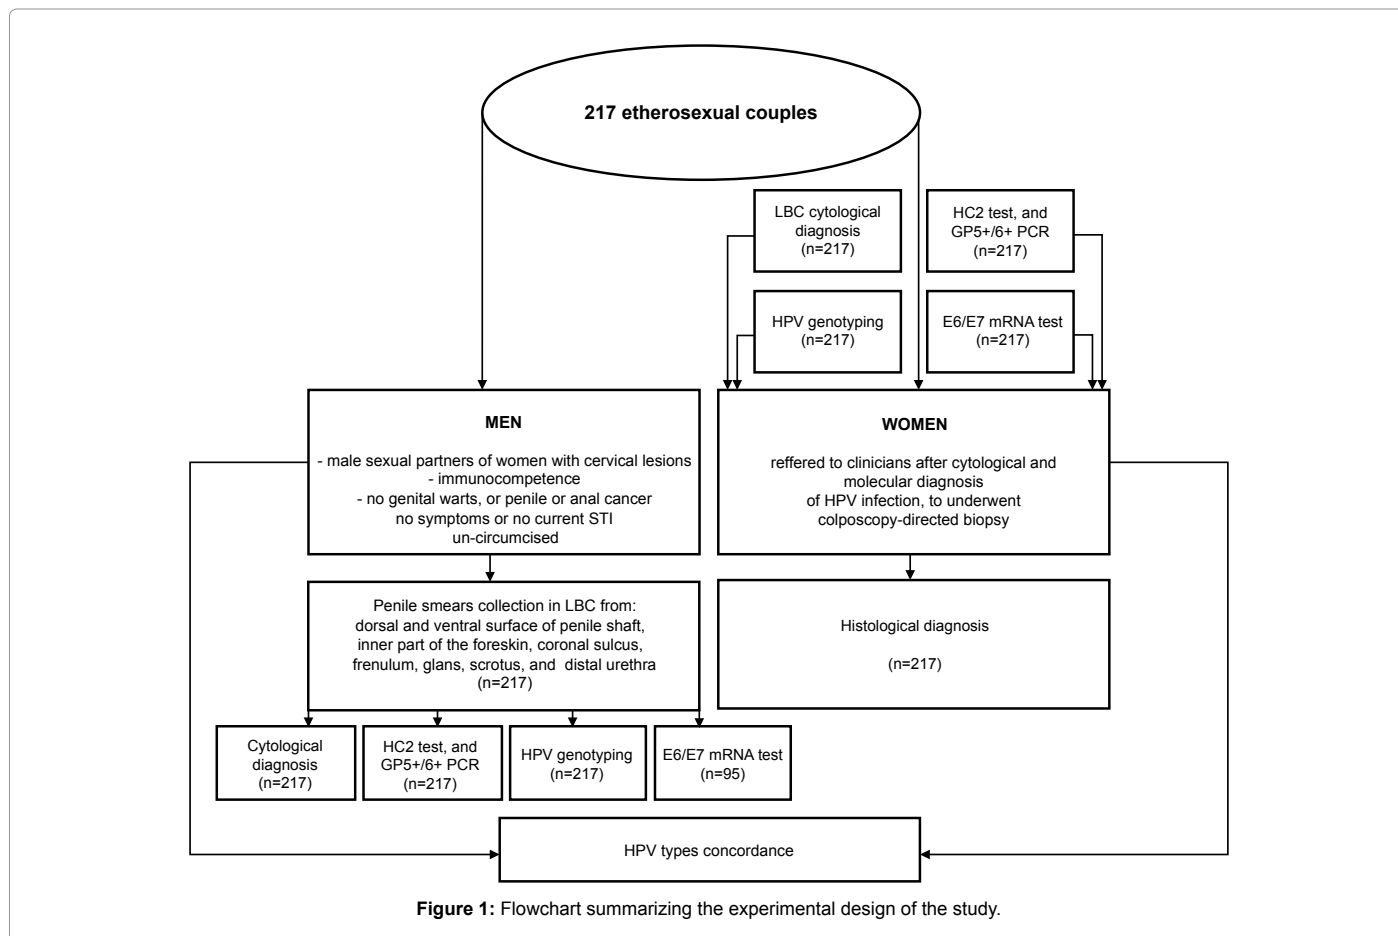 217 etherosexual couples
LBC cytological
diagnosis
(n=217)
HC2 test, and
GP5+/6+ PCR
(n=217)
HPV genotyping
(n=217)
E6/E7 mRNA test
(n=217)
MEN
- male sexual partners of women with cervical lesions
- immunocompetence
- no genital warts, or penile or anal cancer
no symptoms or no current STI
un-circumcised
WOMEN
reffered to clinicians after cytological and
molecular diagnosis
of HPV infection, to underwent
colposcopy-directed biopsy
Penile smears collection in LBC from:
dorsal and ventral surface of penile shaft,
inner part of the foreskin, coronal sulcus,
frenulum, glans, scrotus, and distal urethra
(n=217)
Histological diagnosis
(n=217)
Cytological
diagnosis
(n=217)
HC2 test, and
GP5+/6+ PCR
(n=217)
HPV genotyping
(n=217)
E6/E7 mRNA test
(n=95)
HPV types concordance
Figure 1: Flowchart summarizing the experimental design of the study.